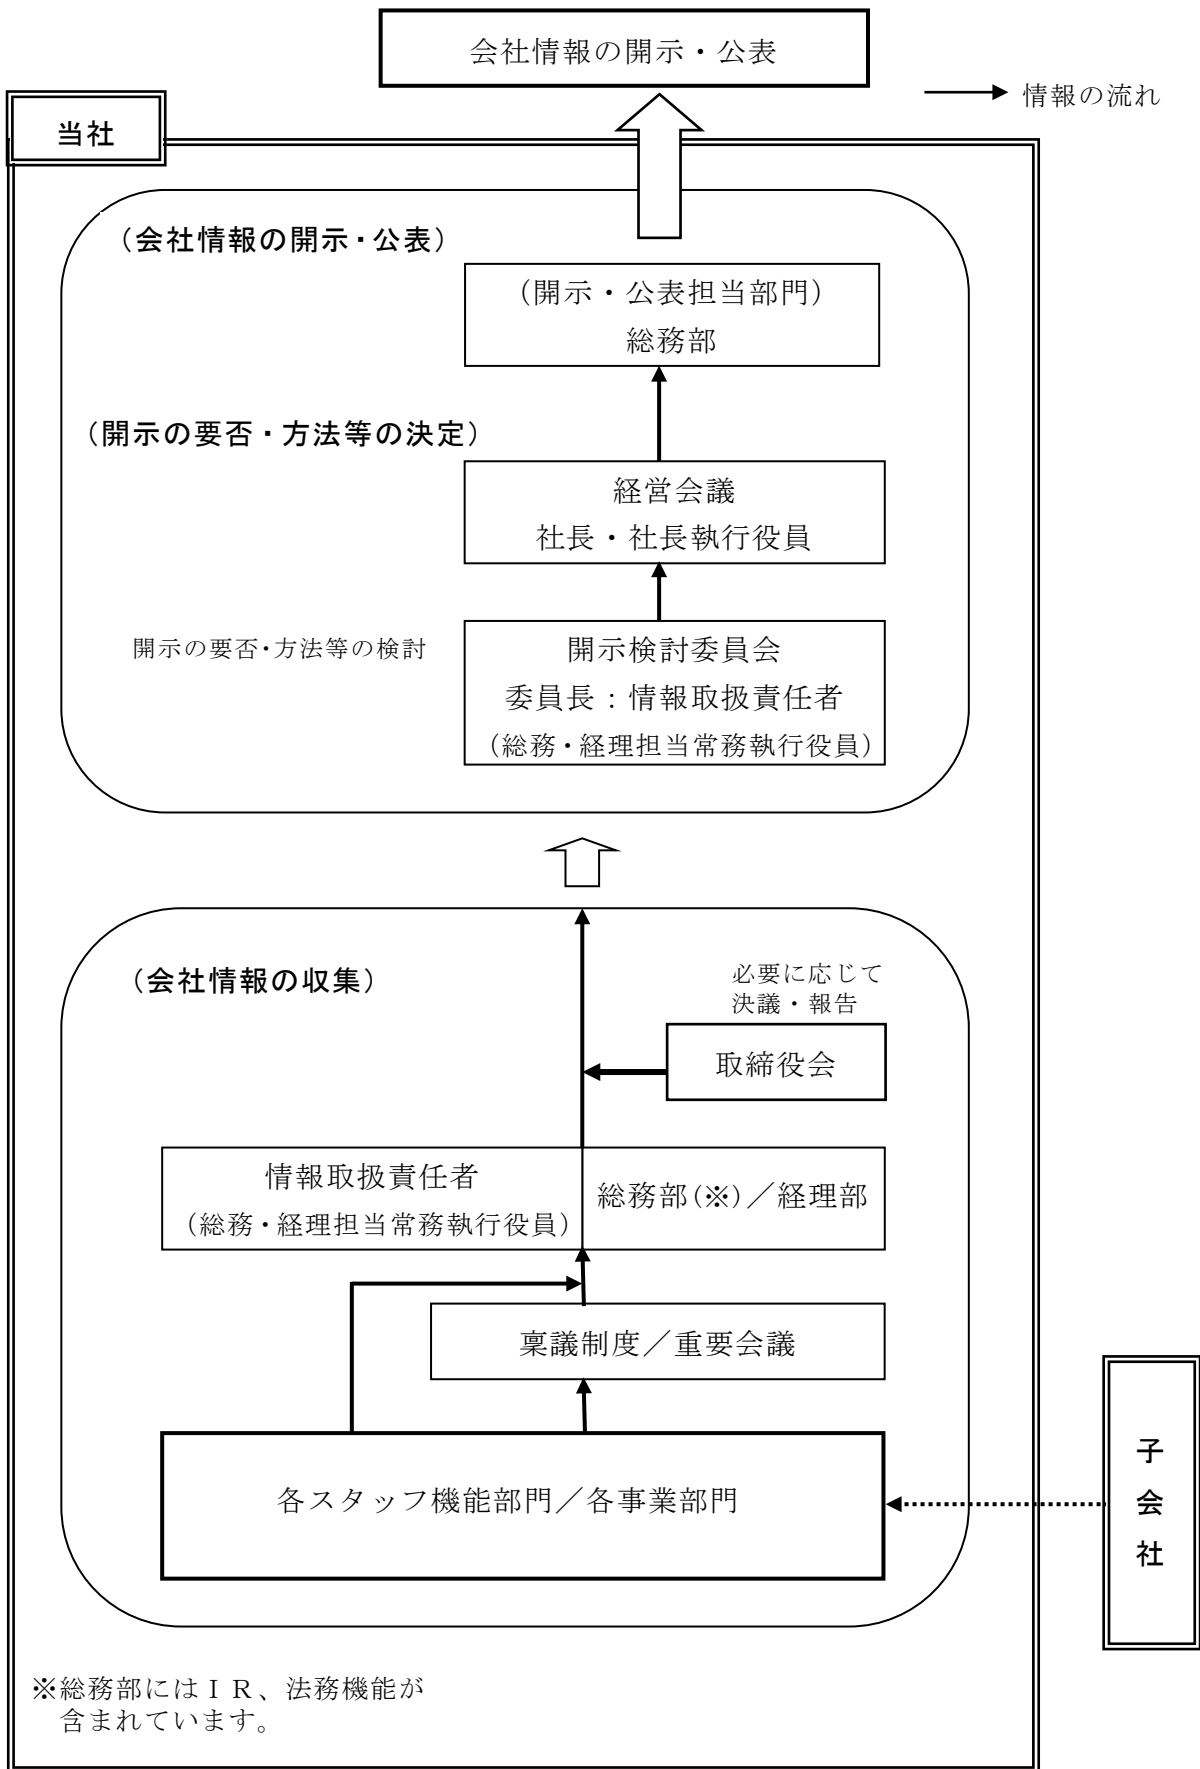 会社情報の開示・公表
情報の流れ
当社
（会社情報の開示・公表）
（開示・公表担当部門）
総務部
（開示の要否・方法等の決定）
経営会議
社長・社長執行役員
開示の要否・方法等の検討
開示検討委員会
委員長：情報取扱責任者
（総務・経理担当常務執行役員）
（会社情報の収集）
必要に応じて
決議・報告
取締役会
情報取扱責任者
（総務・経理担当常務執行役員）
総務部(※)／経理部
稟議制度／重要会議
各スタッフ機能部門／各事業部門
子会社
※総務部にはＩＲ、法務機能が
含まれています。